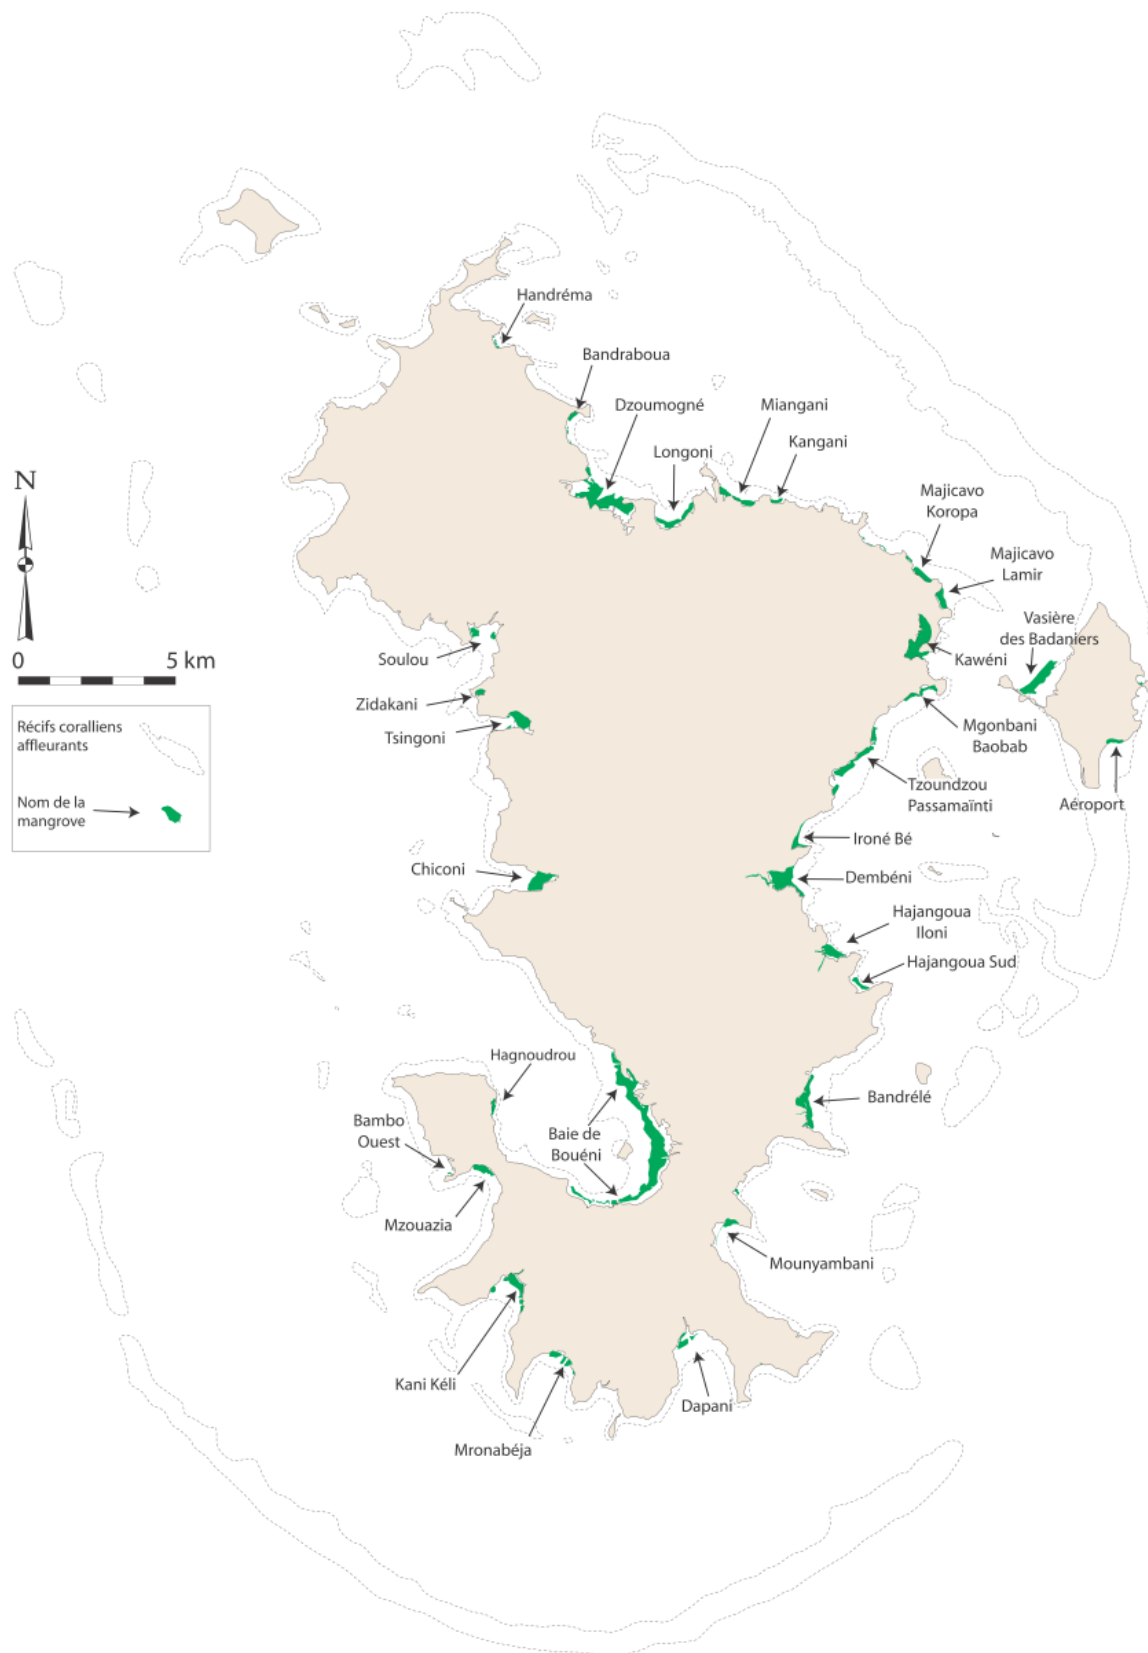 Handréma
Bandraboua
Dzoumogné
Miangani
Longoni
Kangani
N
Majicavo
Koropa
Majicavo
Lamir
Vasière
des Badaniers
Soulou
Kawéni
0 5 km
Zidakani
Mgonbani
Baobab
Tsingoni
Récifs coralliens
affleurants
Nom de la
mangrove
Tzoundzou
Passamaïnti
Aéroport
Ironé Bé
Chiconi
Dembéni
Hajangoua
Iloni
Hajangoua Sud
Hagnoudrou
Bandrélé
Bambo
Ouest
Baie de
Bouéni
Mzouazia
Mounyambani
Kani Kéli
Dapani
Mronabéja